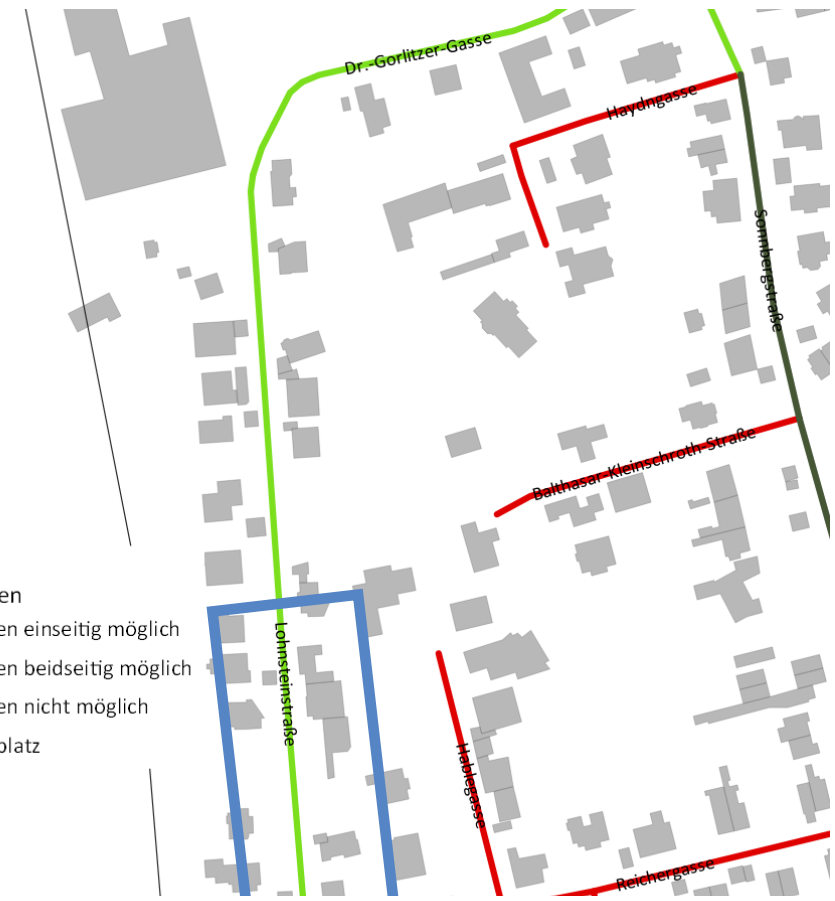 Dr.-Gorlitzer-Gasse
Haydngasse
Sonnbergstraße
Balthasar-Kleinschroth-Straße
en
en einseitig möglich
en beidseitig möglich
en nicht möglich
platz
Lohnsteinstraße
Hablegasse
Reichergasse